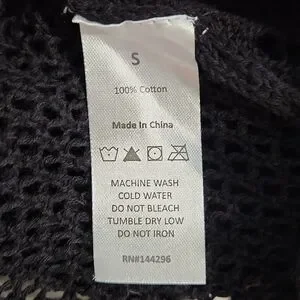 S
100% Cotton
Made In China
MACHINE WASH
COLD WATER
DO NOT BLEACH
TUMBLE DRY LOW
DO NOT IRON
RN#144296